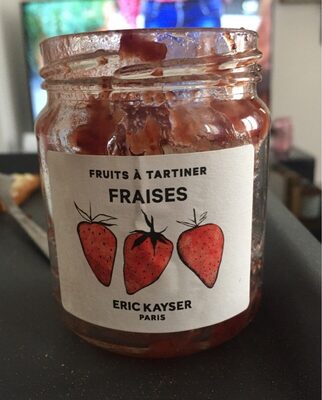 FRUITS À TARTINER
FRAISES
ERIC KAYSER
PARIS